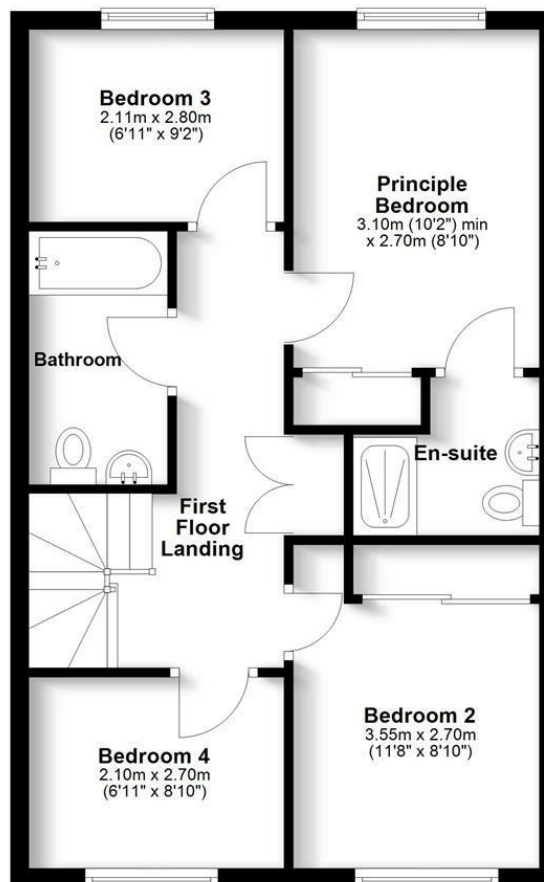 Bedroom 3
2.11m x 2.80m
(6'11" x 9'2")
Principle
Bedroom
3.10m (10'2") min
x 2.70m (8'10")
Bathroom
En-suite
First
Floor
Landing
Bedroom 2
3.55m x 2.70m
(11'8" x 8'10")
Bedroom 4
2.10m x 2.70m
(6'11" x 8'10")